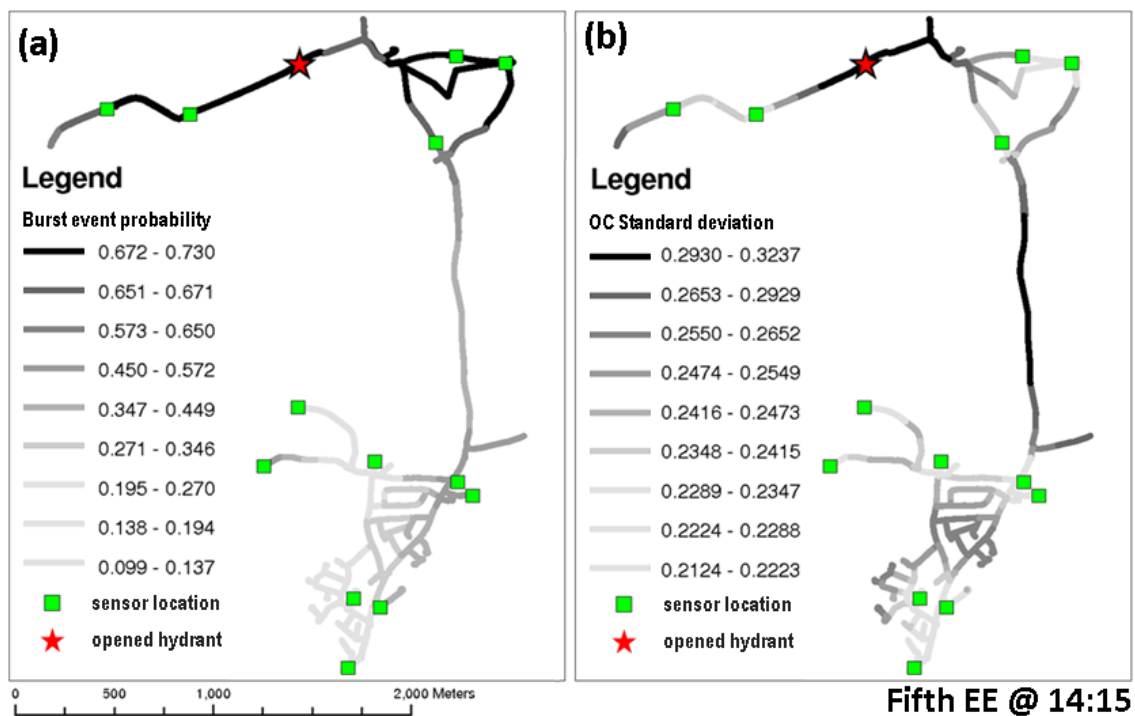 (a)
Legend
Burst event probability
0.672 - 0.730
0.651 - 0.671
0.573 - 0.650
0.450 - 0.572
0.347 - 0.449
0.271 - 0.346
0.195 - 0.270
0.138 - 0.194
0.099 - 0.137
sensor location
opened hydrant
(b)
Legend
OC Standard deviation
0.2930 - 0.3237
0.2653 - 0.2929
0.2550 - 0.2652
0.2474 - 0.2549
0.2416 - 0.2473
0.2348 - 0.2415
0.2289 - 0.2347
0.2224 - 0.2288
0.2124 - 0.2223
sensor location
opened hydrant
0 500 1,000 2,000 Meters
Fifth EE @ 14:15